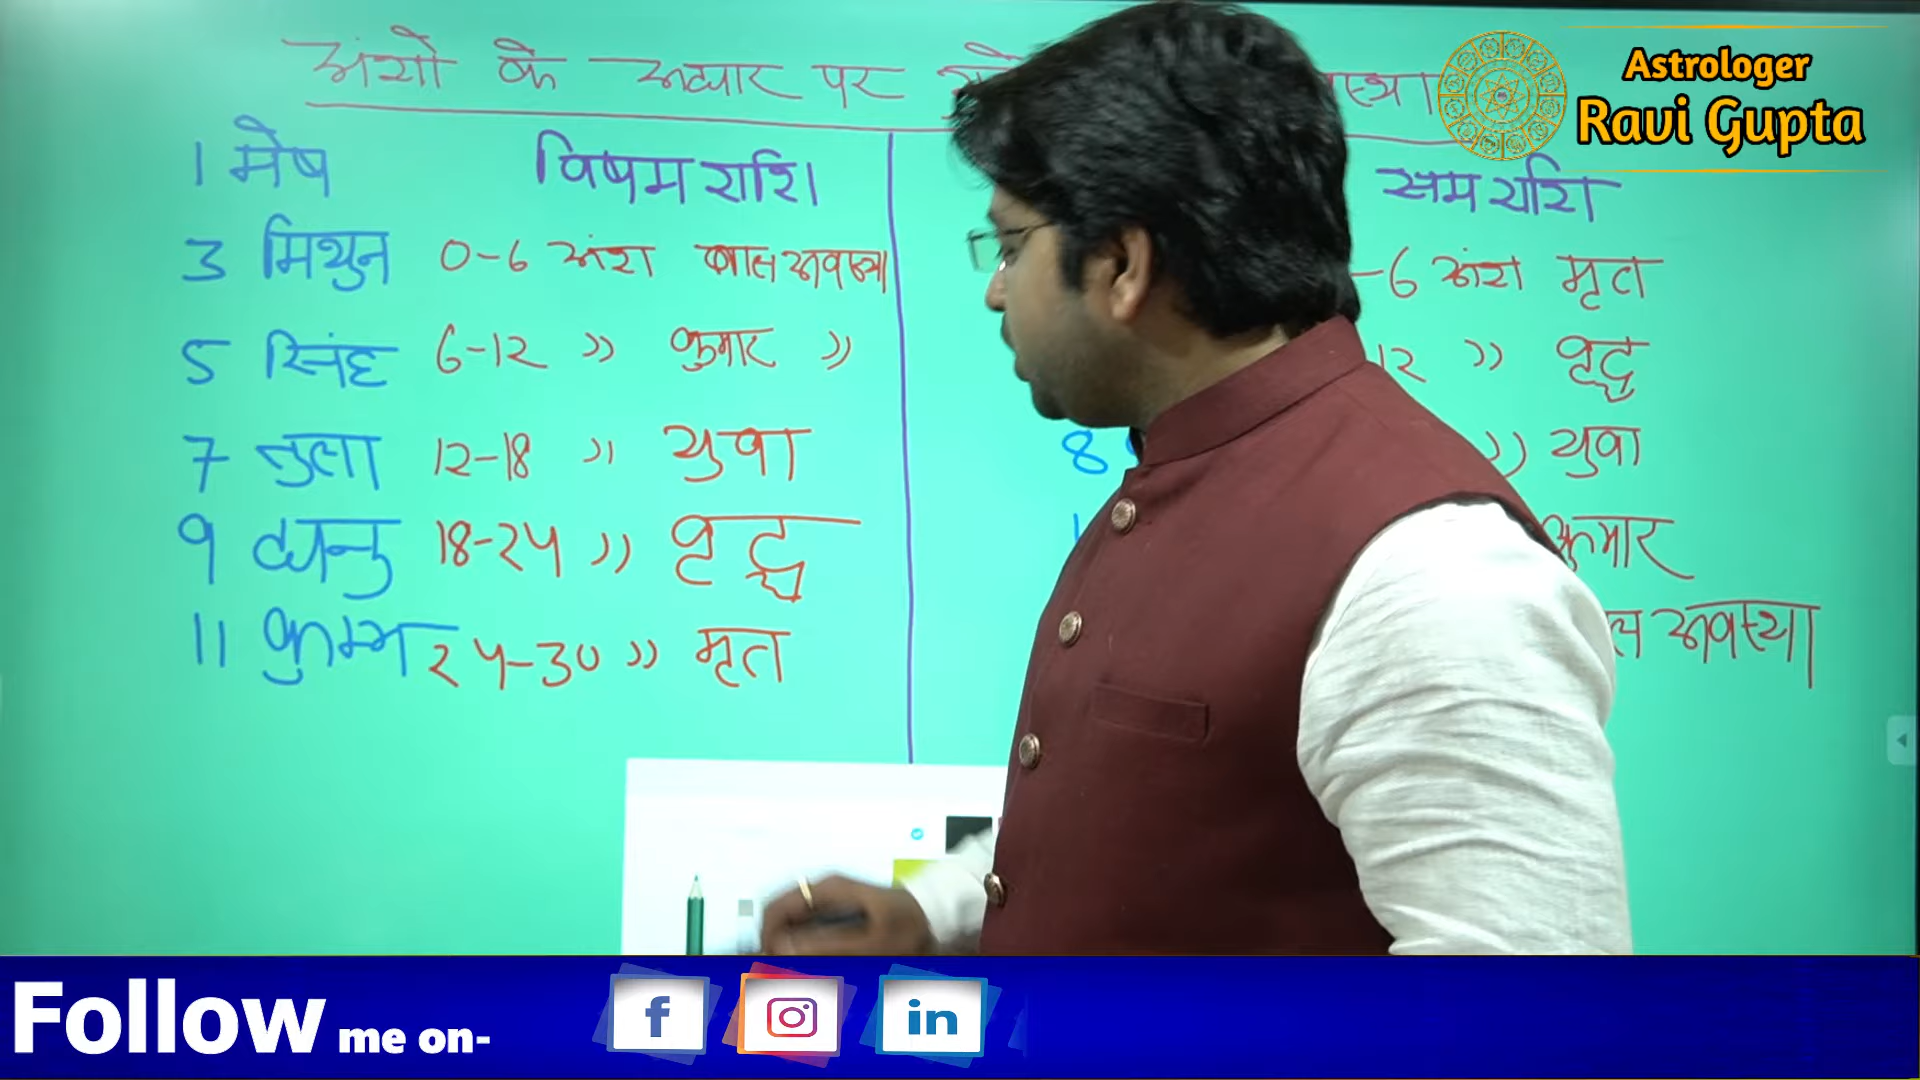 अंशो के आधार पर
Astrologer
Ravi Gupta
1 मेष
विषम राशि
3 मिथुन 0-6 अंश बाल अवस्था
5 सिंह 6-12 » कुमार »
7 तुला 12-18 » युवा
9 धनु 18-24 » वृद्ध
11 कुम्भ 24-30 » मृत
सम राशि
-6 अंश मृत
12 » वृद्ध
8
» युवा
कुमार
अवस्था
Follow me on-
f
in